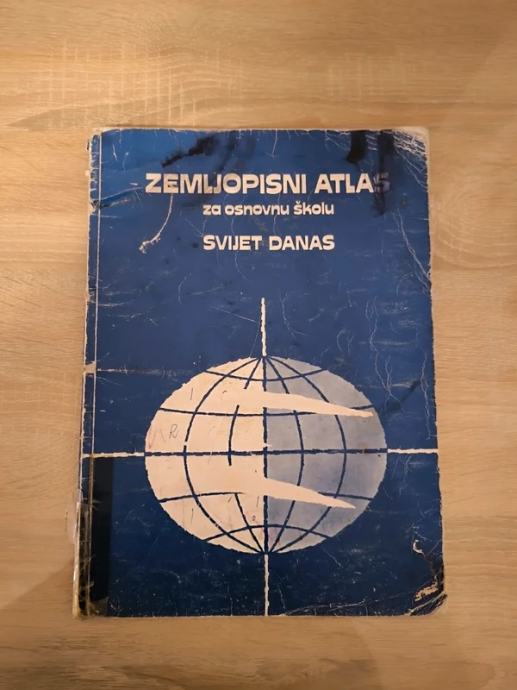 ZEMLJOPISNI ATLAS
za osnovnu školu
SVIJET DANAS